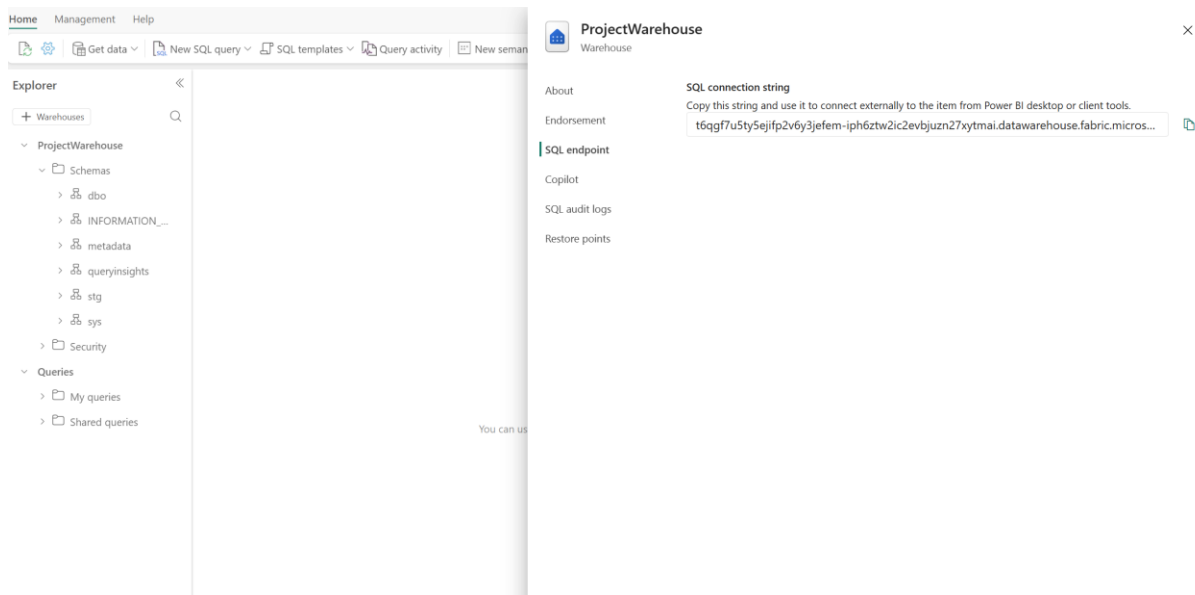 Home Management Help
Get data New SQL query SQL templates Query activity New seman
Explorer
+ Warehouses
ProjectWarehouse
Schemas
dbo
INFORMATION_...
metadata
queryinsights
stg
sys
Security
Queries
My queries
Shared queries
You can us
ProjectWarehouse
Warehouse
About
Endorsement
SQL endpoint
Copilot
SQL audit logs
Restore points
SQL connection string
Copy this string and use it to connect externally to the item from Power BI desktop or client tools.
t6qgf7u5ty5ejifp2v6y3jefem-iph6ztw2ic2evbjuzn27xytmai.datawarehouse.fabric.micros...